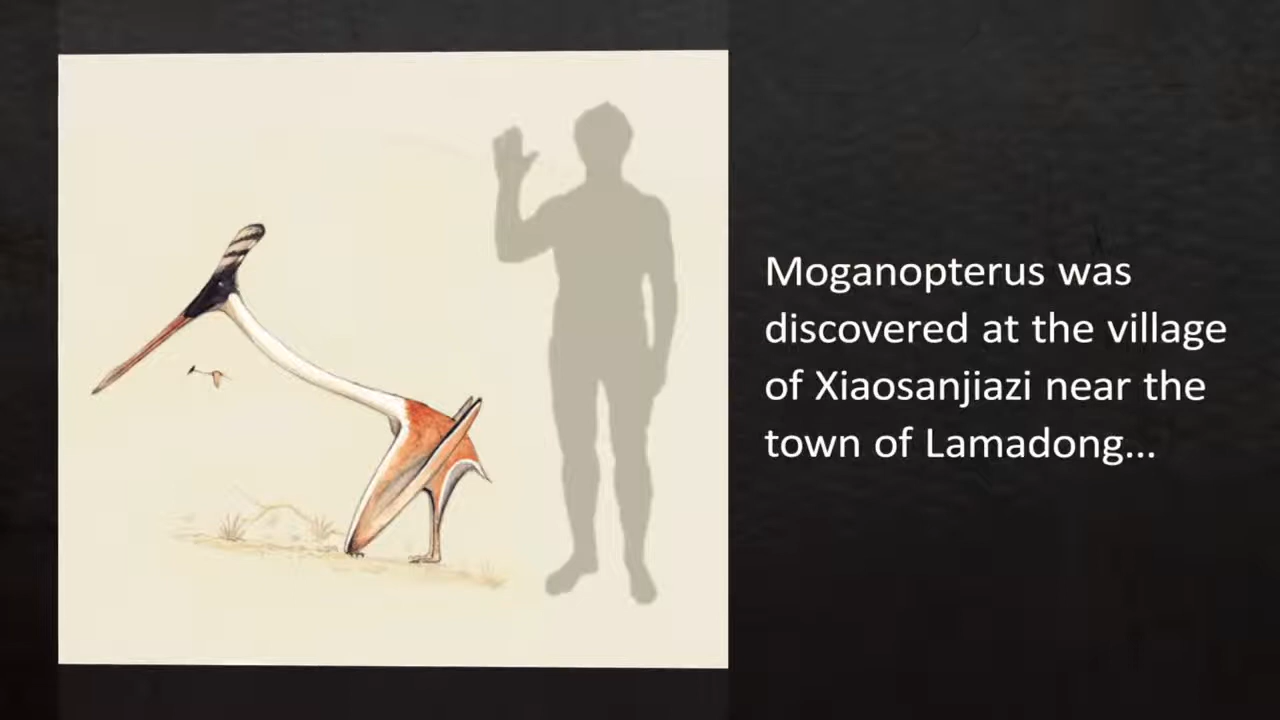 Moganopterus was
discovered at the village
of Xiaosanjiazi near the
town of Lamadong...